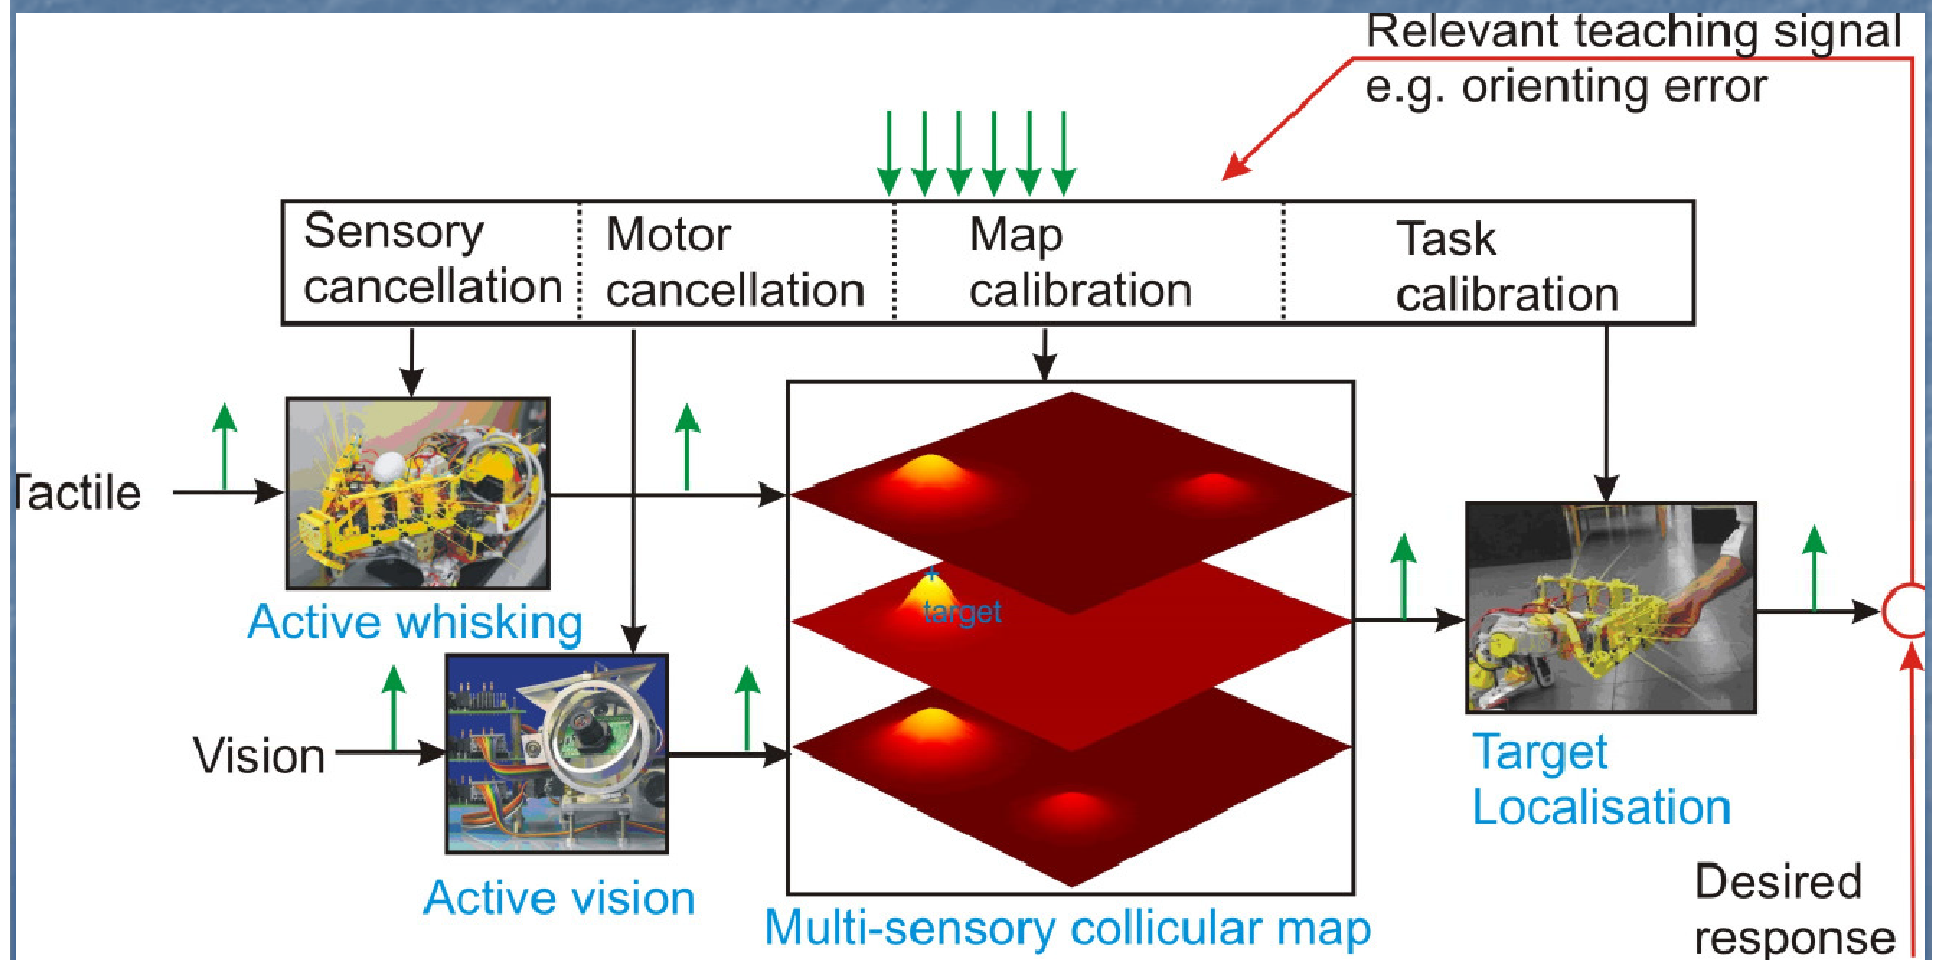 Relevant teaching signal
e.g. orienting error
Sensory
cancellation
Motor
cancellation
Map
calibration
Task
calibration
Tactile
Active whisking
target
Vision
Active vision
Multi-sensory collicular map
Target
Localisation
Desired
response